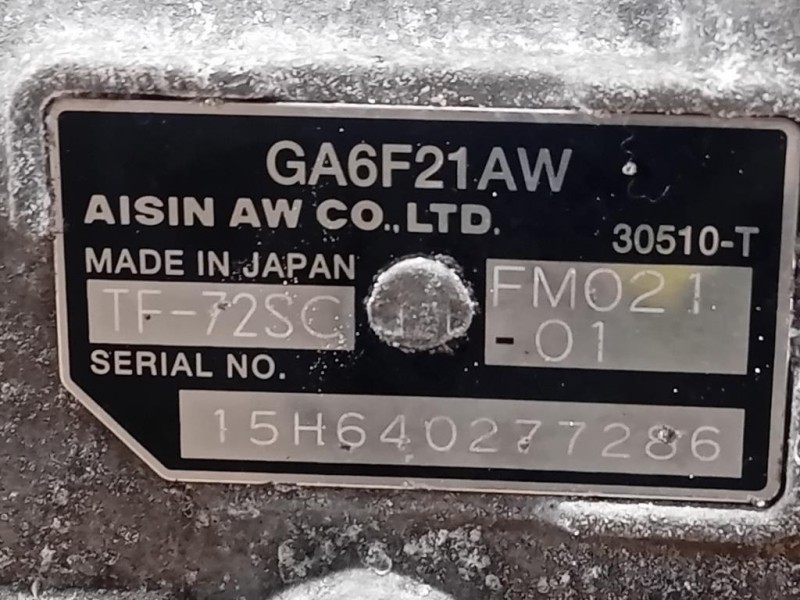 GA6F21AW
AISIN AW CO.,LTD.
30510-T
MADE IN JAPAN
TF-72SC
FM021
-01
SERIAL NO.
15H640277286